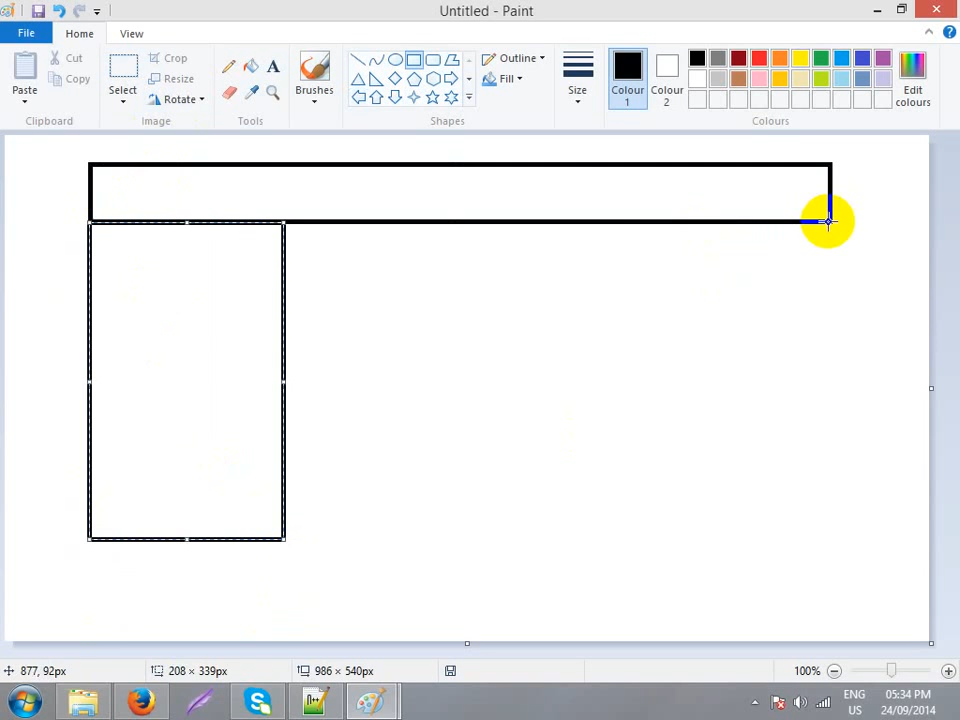 Untitled - Paint
File Home View
Paste
Cut
Copy
Clipboard
Select
Crop
Resize
Rotate
Image
A
Tools
Brushes
Outline
Fill
Shapes
Size
Colour 1
Colour 2
Edit colours
Colours
877, 92px
208 × 339px
986 × 540px
100%
ENG
US
05:34 PM
24/09/2014